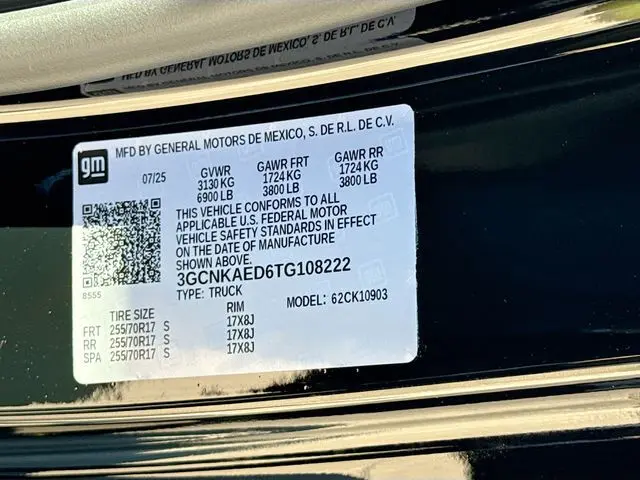 MFD BY GENERAL MOTORS DE MEXICO, S. DE R.L. DE C.V.
gm
07/25
GVWR GAWR FRT GAWR RR
3130 KG 1724 KG 1724 KG
6900 LB 3800 LB 3800 LB
THIS VEHICLE CONFORMS TO ALL
APPLICABLE U.S. FEDERAL MOTOR
VEHICLE SAFETY STANDARDS IN EFFECT
ON THE DATE OF MANUFACTURE
SHOWN ABOVE.
3GCNKAED6TG108222
8555
TYPE: TRUCK
MODEL: 62CK10903
TIRE SIZE RIM
FRT 255/70R17 S 17X8J
RR 255/70R17 S 17X8J
SPA 255/70R17 S 17X8J